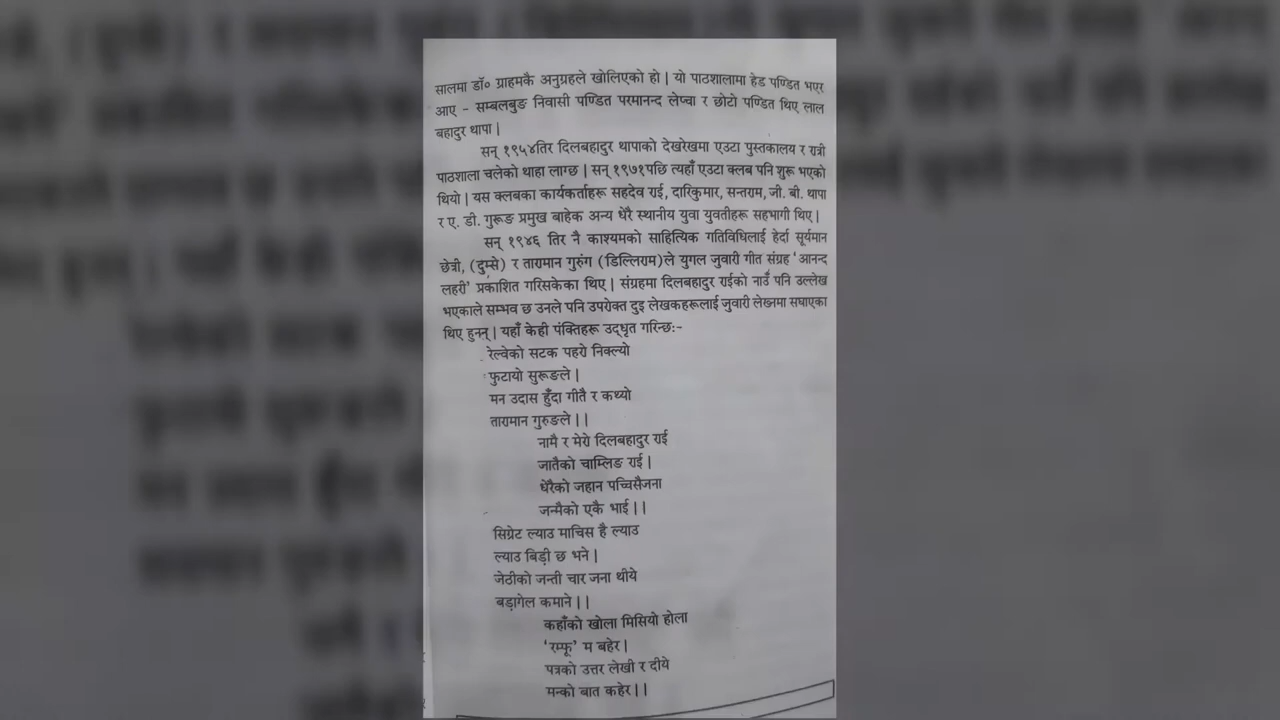 सालमा डॉ० ग्राहमकै अनुग्रहले खोलिएको हो | यो पाठशालामा हेड पण्डित भएर
आए - सम्बलबुङ निवासी पण्डित परमानन्द लेप्चा र छोटो पण्डित थिए लाल
बहादुर थापा |
सन् १९५४तिर दिलबहादुर थापाको देखरेखमा एउटा पुस्तकालय र रात्री
पाठशाला चलेको थाहा लाग्छ | सन् १९७१पछि त्यहाँ एउटा क्लब पनि शुरू भएको
थियो | यस क्लबका कार्यकर्ताहरू सहदेव राई, दारिकुमार, सन्तराम, जी. बी. थापा
र ए. डी. गुरूङ प्रमुख बाहेक अन्य धेरै स्थानीय युवा युवतीहरू सहभागी थिए |
सन् १९४६ तिर नै काश्यमको साहित्यिक गतिविधिलाई हेर्दा सूर्यमान
छेत्री, (दुम्से) र तारामान गुरुंग (डिल्लिराम)ले युगल जुवारी गीत संग्रह 'आनन्द
लहरी' प्रकाशित गरिसकेका थिए | संग्रहमा दिलबहादुर राईको नाउँ पनि उल्लेख
भएकाले सम्भव छ उनले पनि उपरोक्त दुइ लेखकहरूलाई जुवारी लेख्नमा सघाएका
थिए हुनन् | यहाँ केही पंक्तिहरू उद्धृत गरिन्छः-
रेल्वेको सटक पहरो निक्ल्यो
फुटायो सुरूङले |
मन उदास हुँदा गीतै र कथ्यो
तारामान गुरुङले ||
नामै र मेरो दिलबहादुर राई
जातैको चाम्लिङ राई |
धेरैको जहान पच्चिसैजना
जन्मैको एकै भाई ||
सिग्रेट ल्याउ माचिस है ल्याउ
ल्याउ बिड़ी छ भने |
जेठीको जन्ती चार जना थीये
बड़ागेल कमाने ||
कहाँको खोला मिसियो होला
'रम्फू' म बहेर |
पत्रको उत्तर लेखी र दीये
मन्को बात कहेर ||